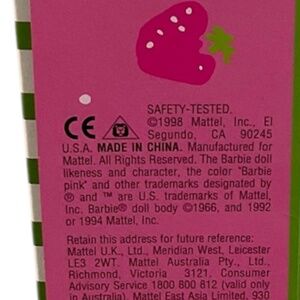 SAFETY-TESTED.
CE ©1998 Mattel, Inc., El
Segundo, CA 90245
U.S.A. MADE IN CHINA. Manufactured for
Mattel. All Rights Reserved. The Barbie doll
likeness and character, the color "Barbie
pink" and other trademarks designated by
® and ™ are U.S. trademarks of Mattel,
Inc. Barbie® doll body ©1966, and 1992
and 1994 Mattel, Inc.
Retain this address for future reference:
Mattel U.K., Ltd., Meridian West, Leicester
LE3 2WT. Mattel Australia Pty., Ltd.,
Richmond, Victoria 3121. Consumer
Advisory Service 1800 800 812 (valid only
in Australia). Mattel East Asia Limited, 930